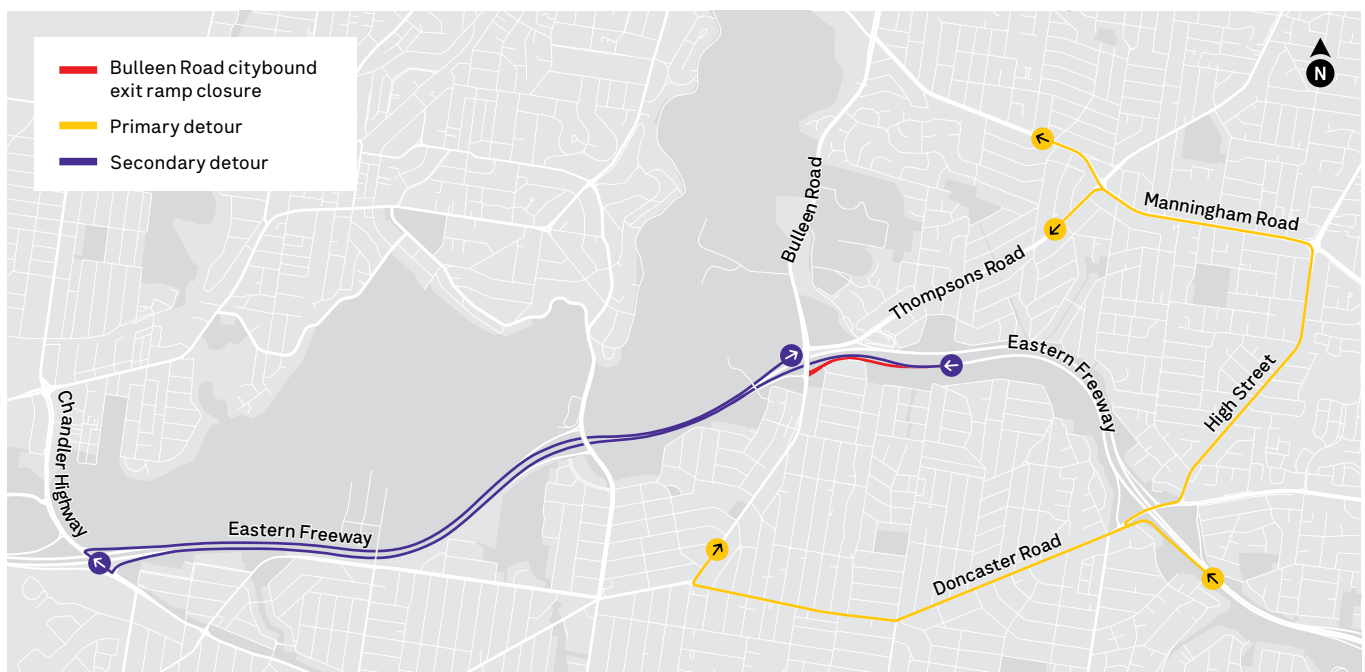 Bulleen Road citybound
exit ramp closure
Primary detour
Secondary detour
N
Bulleen Road
Manningham Road
Thompsons Road
Eastern Freeway
High Street
Chandler Highway
Eastern Freeway
Doncaster Road